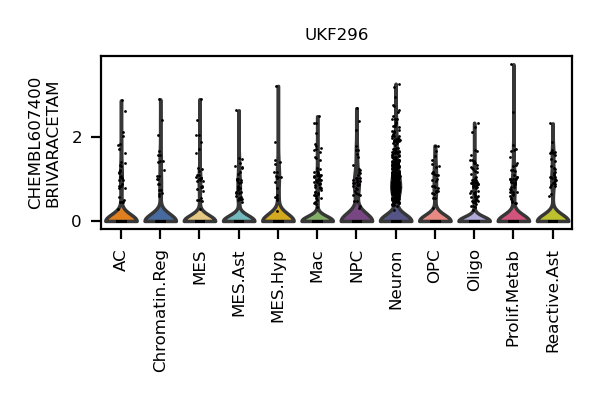 UKF296
CHEMBL607400
BRIVARACETAM
2
0
AC
Chromatin.Reg
MES
MES.Ast
MES.Hyp
Mac
NPC
Neuron
OPC
Oligo
Prolif.Metab
Reactive.Ast